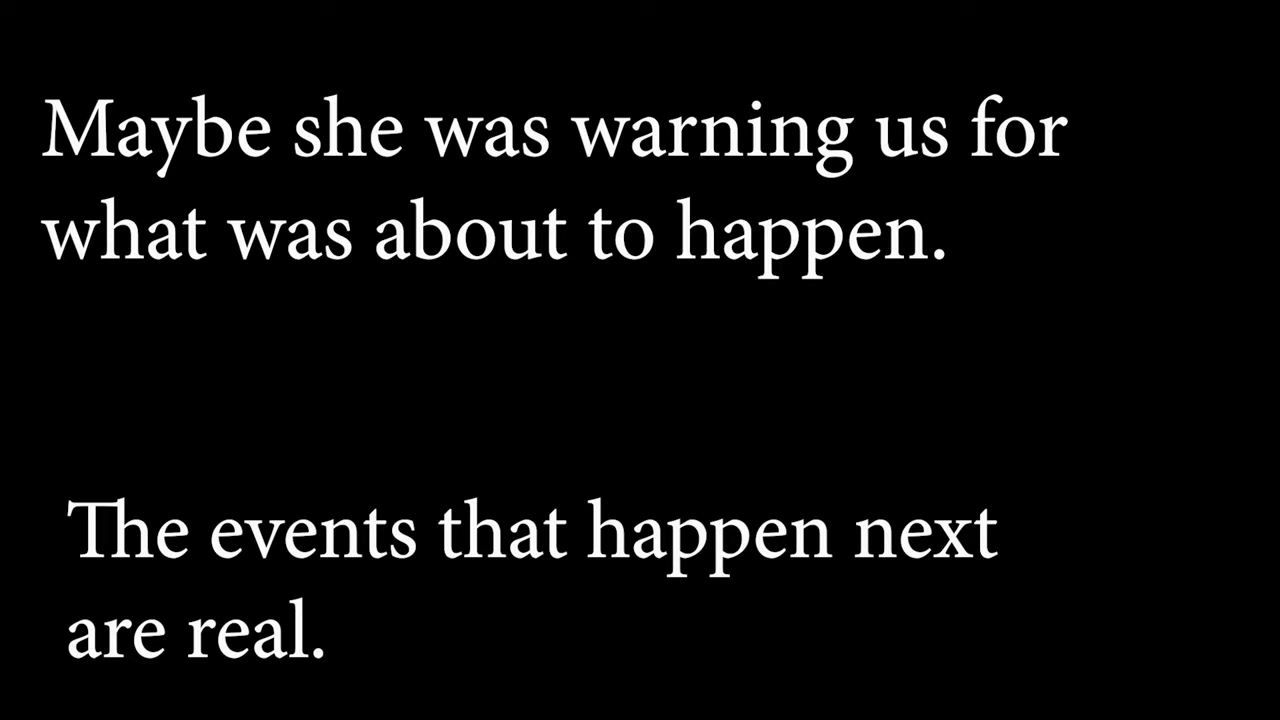 Maybe she was warning us for
what was about to happen.
The events that happen next
are real.